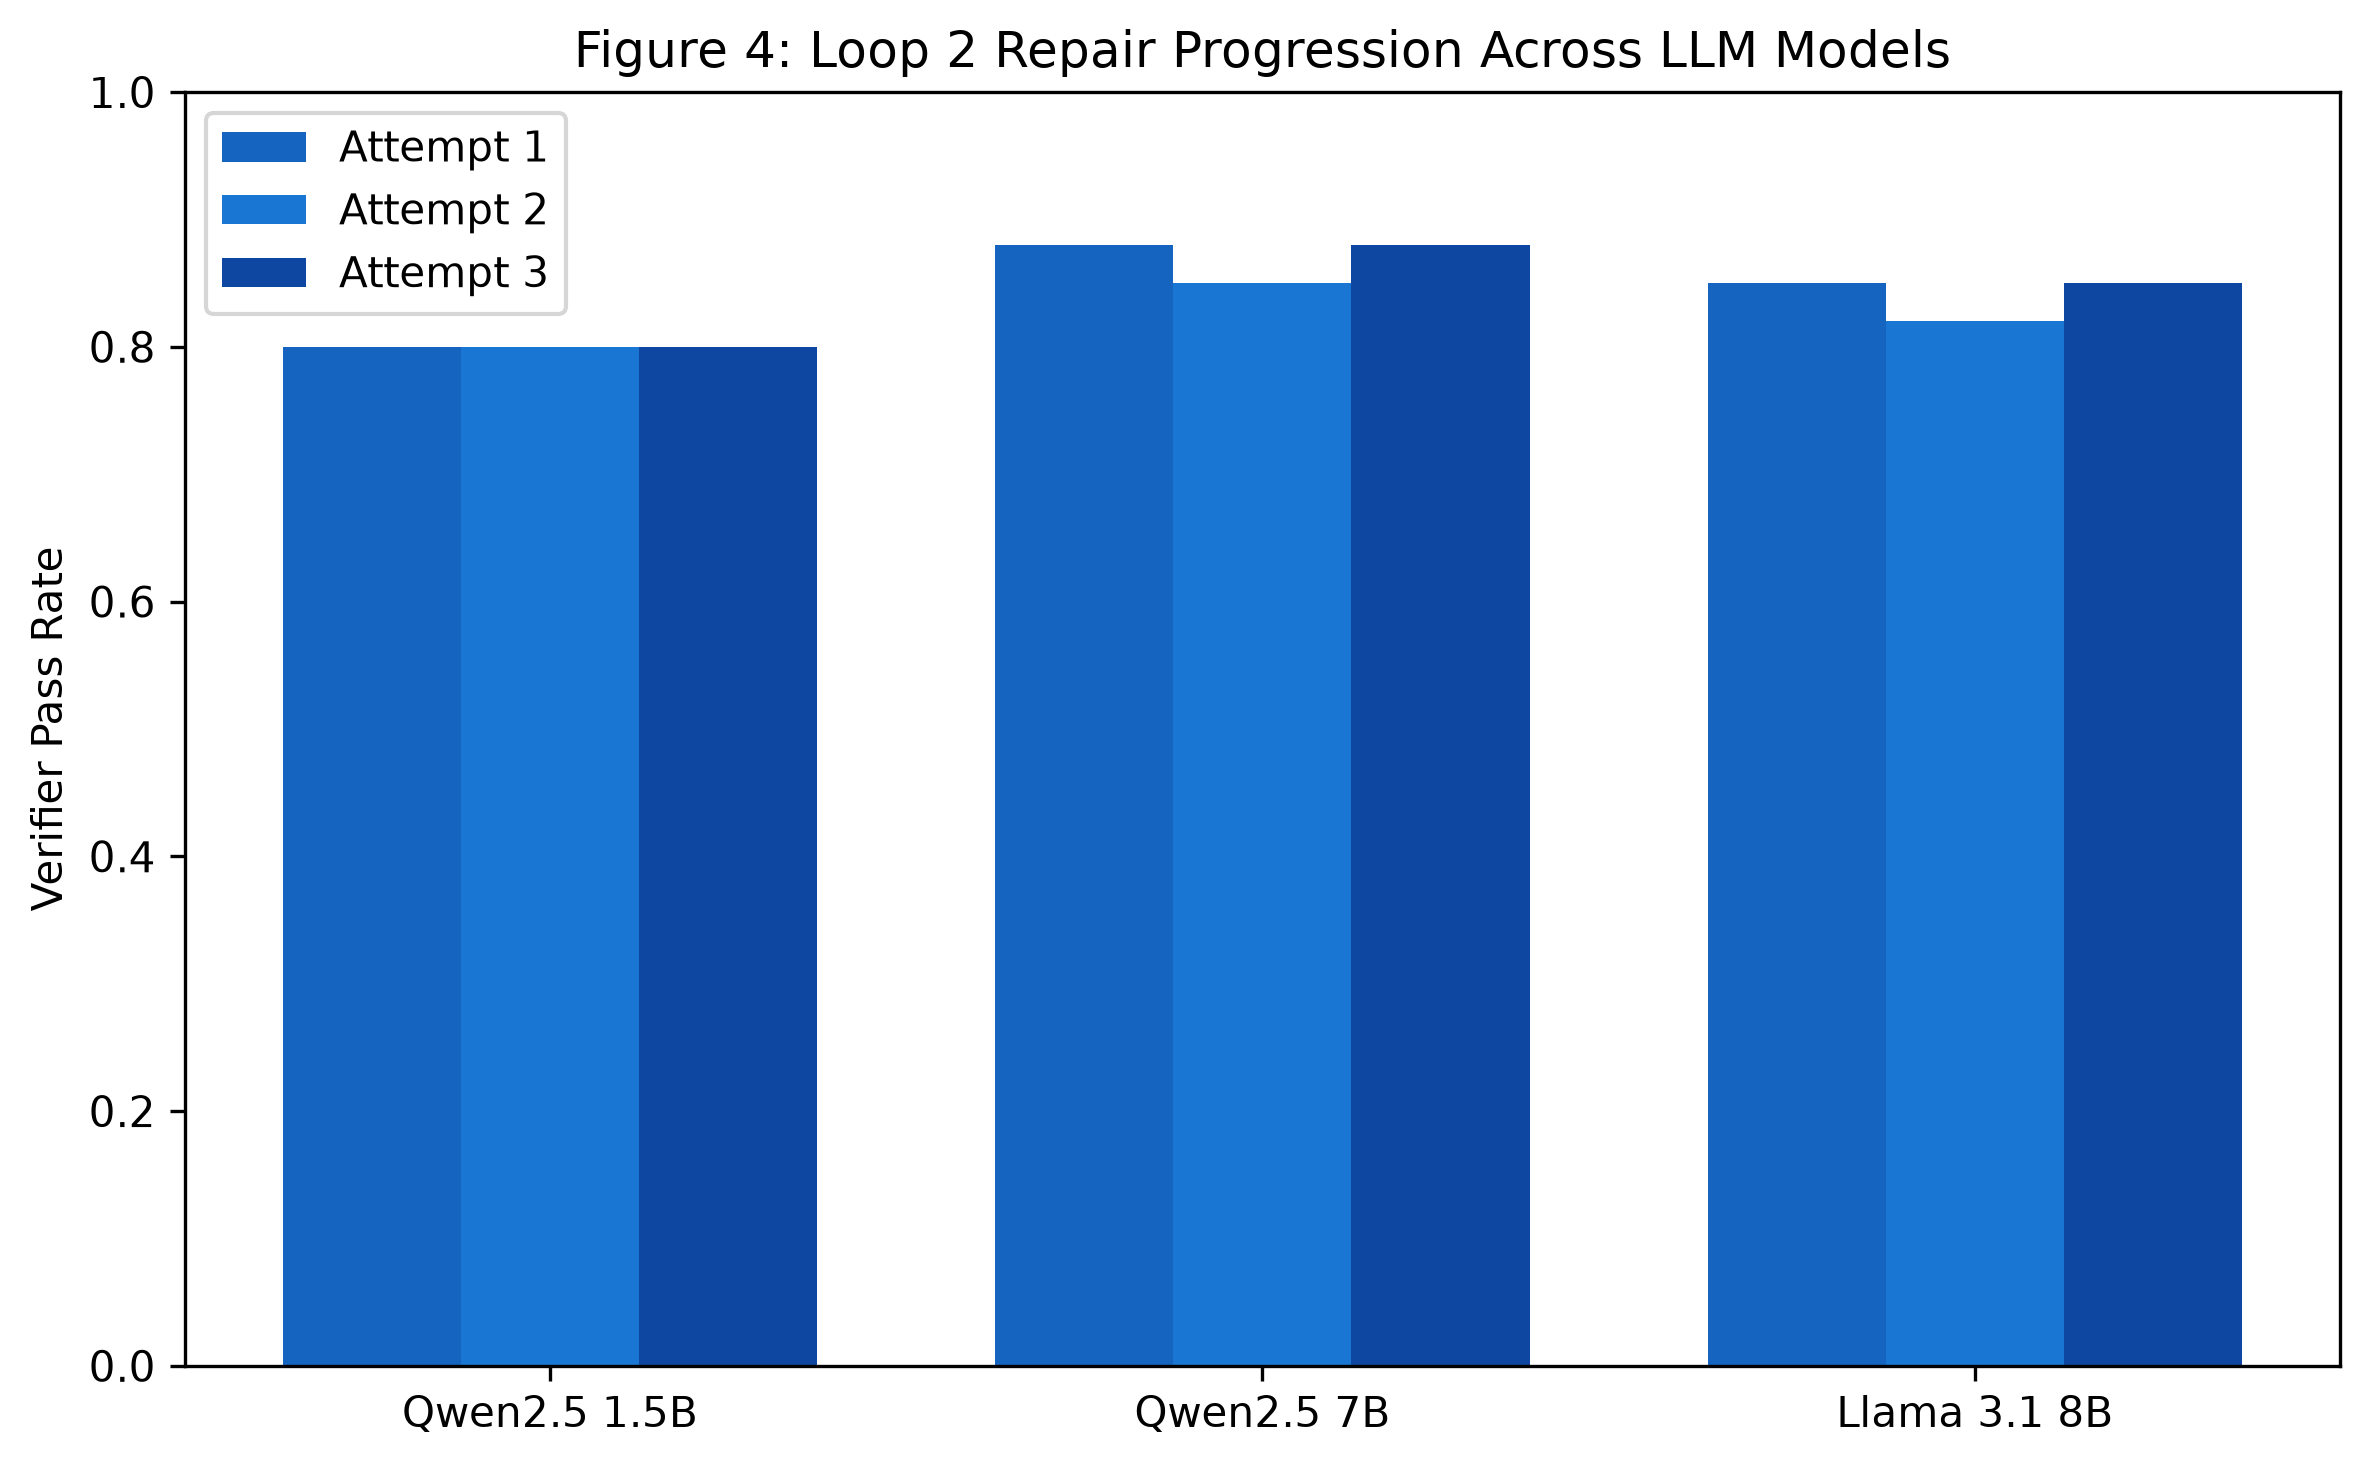 Figure 4: Loop 2 Repair Progression Across LLM Models
1.0
0.8
0.6
0.4
0.2
0.0
Verifier Pass Rate
Attempt 1
Attempt 2
Attempt 3
Qwen2.5 1.5B
Qwen2.5 7B
Llama 3.1 8B